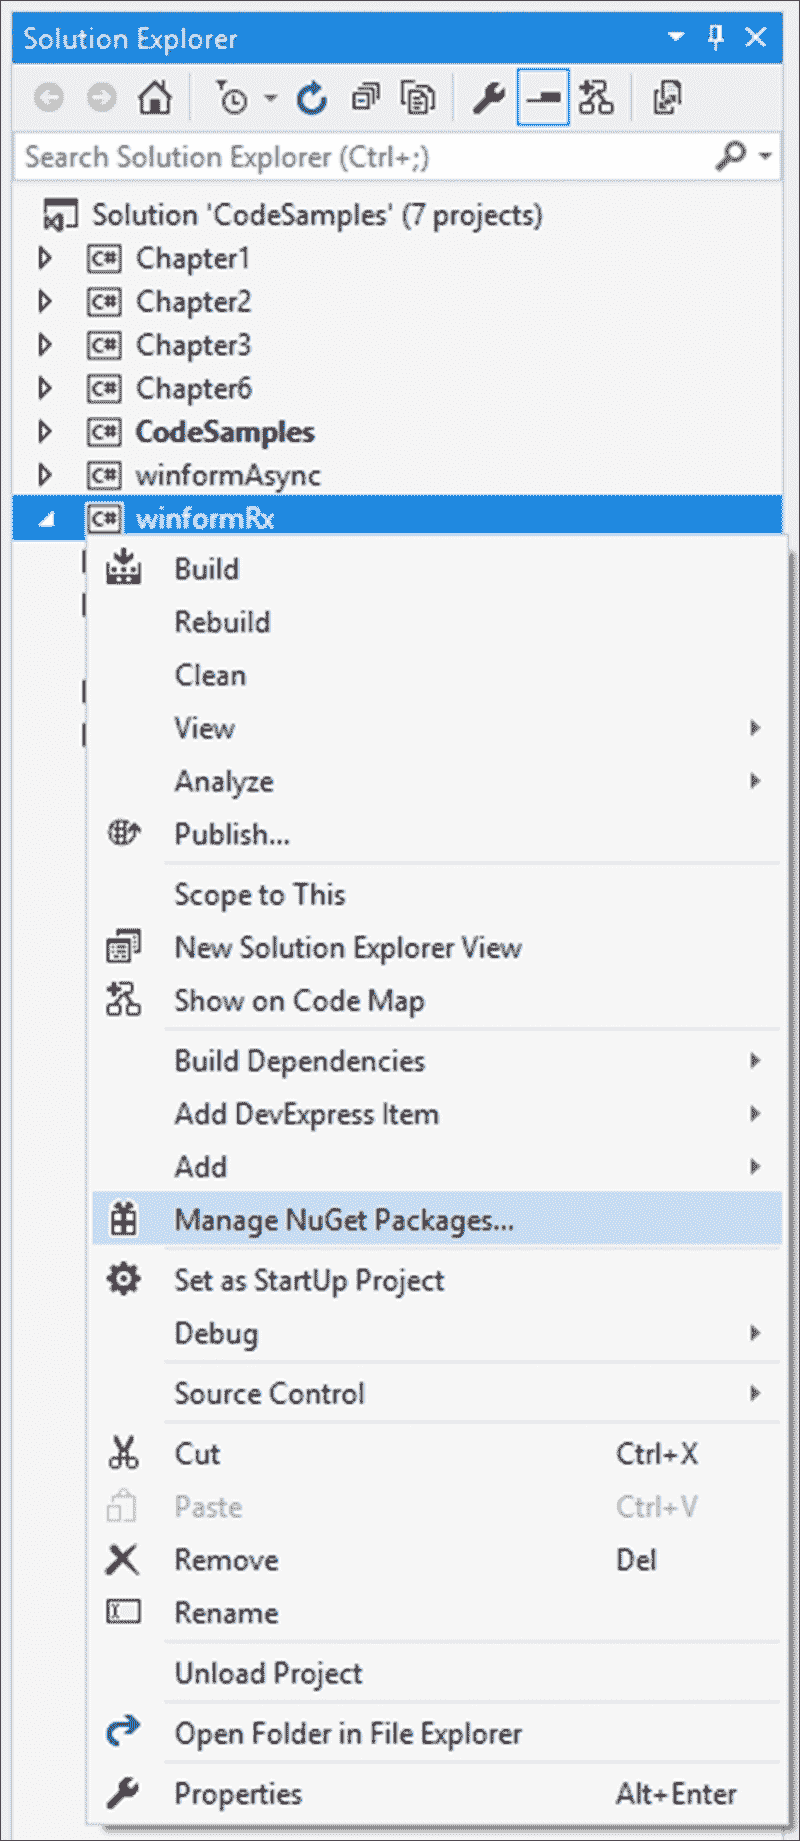 Solution Explorer
Search Solution Explorer (Ctrl+;)
Solution 'CodeSamples' (7 projects)
C# Chapter1
C# Chapter2
C# Chapter3
C# Chapter6
C# CodeSamples
C# winformAsync
C# winformRx
Build
Rebuild
Clean
View
Analyze
Publish...
Scope to This
New Solution Explorer View
Show on Code Map
Build Dependencies
Add DevExpress Item
Add
Manage NuGet Packages...
Set as StartUp Project
Debug
Source Control
Cut Ctrl+X
Paste Ctrl+V
Remove Del
Rename
Unload Project
Open Folder in File Explorer
Properties Alt+Enter